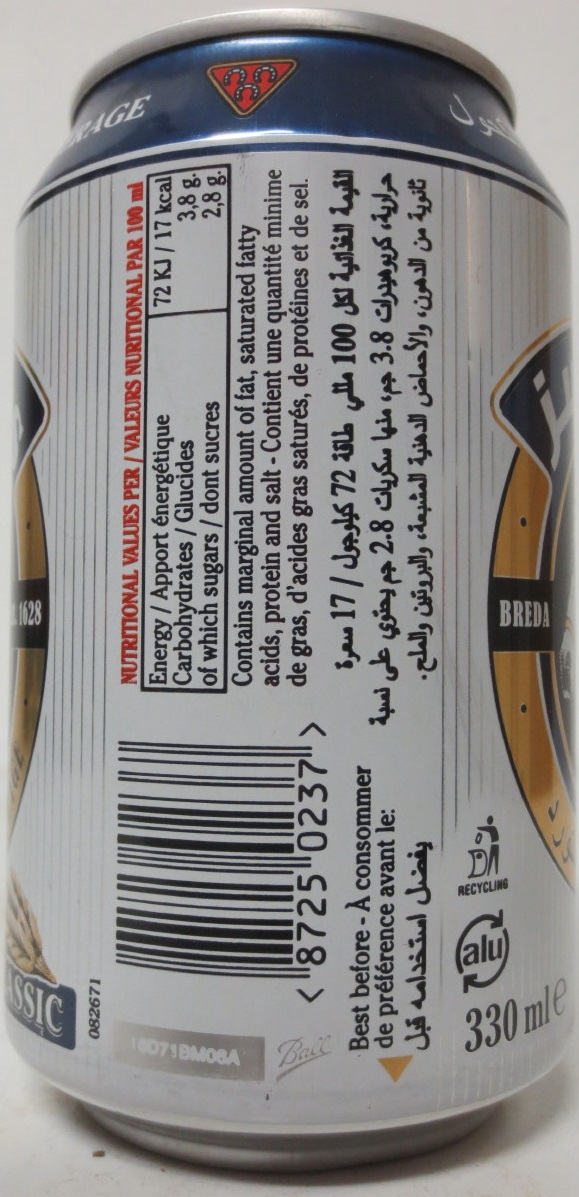 NUTRITIONAL VALUES PER / VALEURS NURITIONAL PAR 100 ml
Energy / Apport énergétique 72 KJ / 17 kcal
Carbohydrates / Glucides 3,8 g.
of which sugars / dont sucres 2,8 g.
Contains marginal amount of fat, saturated fatty
acids, protein and salt - Contient une quantité minime
de gras, d'acides gras saturés, de protéines et de sel.
القيمة الغذائية لكل 100 مللي طاقة 72 كيلوجول / 17 سعرة
حرارية، كربوهيدرات 3.8 جم، منها سكريات 2.8 جم يحتوي على نسبة
ثانوية من الدهون، والأحماض الدهنية المشبعة، والبروتين والملح.
< 8725 0237 >
Best before - À consommer
de préférence avant le:
يفضل استخدامه قبل
082671
Ball
RECYCLING
alu
330 ml e
BREDA
1628